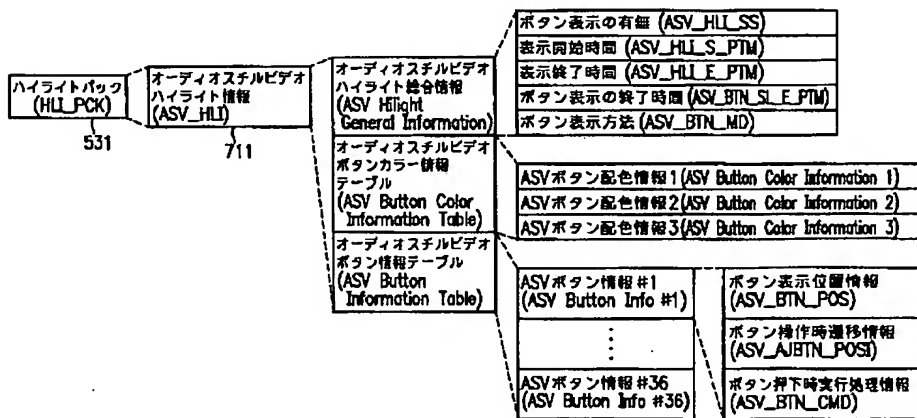 ハイライトパック
(HLI_PCK)
531
オーディオスチルビデオ
ハイライト情報
(ASV_HLI)
711
オーディオスチルビデオ
ハイライト総合情報
(ASV Hilight
General Information)
オーディオスチルビデオ
ボタンカラー情報
テーブル
(ASV Button Color
Information Table)
オーディオスチルビデオ
ボタン情報テーブル
(ASV Button
Information Table)
ボタン表示の有無 (ASV_HLI_SS)
表示開始時間 (ASV_HLI_S_PTM)
表示終了時間 (ASV_HLI_E_PTM)
ボタン表示の終了時間 (ASV_BTN_SL_E_PTM)
ボタン表示方法 (ASV_BTN_MD)
ASVボタン配色情報1(ASV Button Color Information 1)
ASVボタン配色情報2(ASV Button Color Information 2)
ASVボタン配色情報3(ASV Button Color Information 3)
ASVボタン情報 #1
(ASV Button Info #1)
⋮
ASVボタン情報 #36
(ASV Button Info #36)
ボタン表示位置情報
(ASV_BTN_POS)
ボタン操作時遷移情報
(ASV_AJBTN_POSI)
ボタン押下時実行処理情報
(ASV_BTN_CMD)